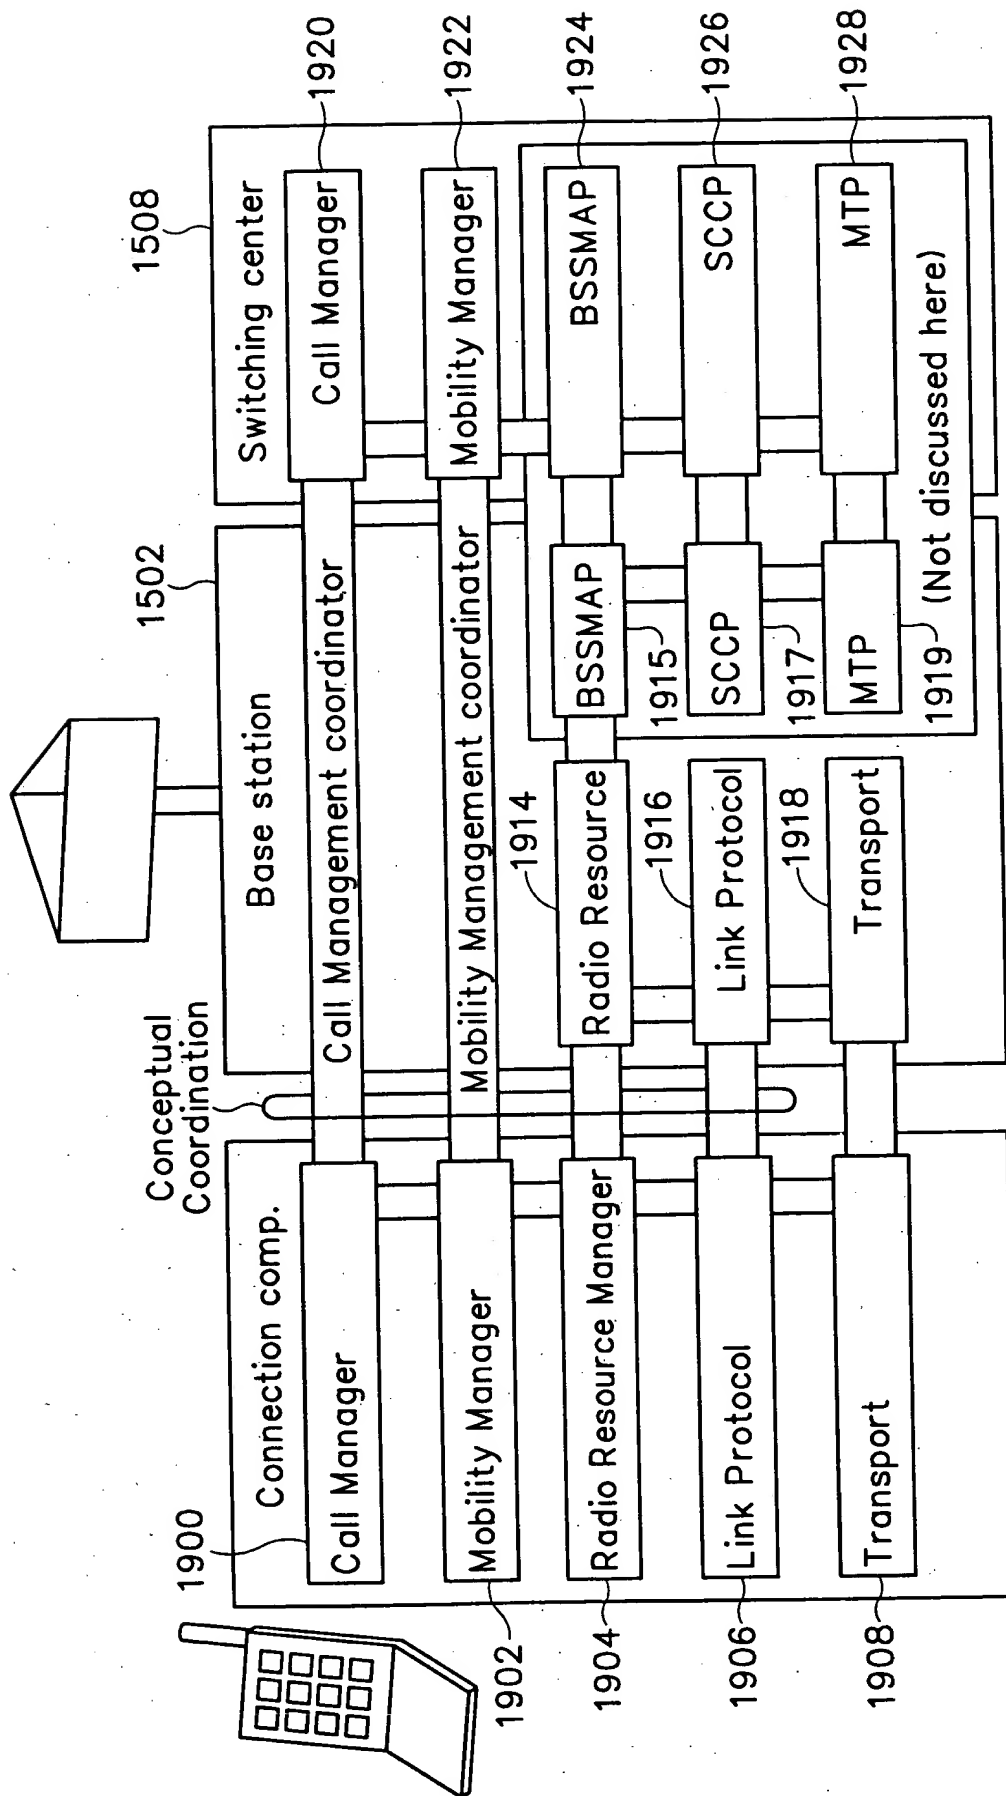 1508
1502
Switching center
Base station
Conceptual
Coordination
Connection comp.
1900
Call Manager
Call Management coordinator
Call Manager
1920
Mobility Manager
Mobility Management coordinator
Mobility Manager
1922
1902
Radio Resource Manager
1904
Radio Resource
1914
BSSMAP
1915
BSSMAP
1924
Link Protocol
1906
Link Protocol
1916
SCCP
1917
SCCP
1926
Transport
1908
Transport
1918
MTP
1919
MTP
1928
(Not discussed here)